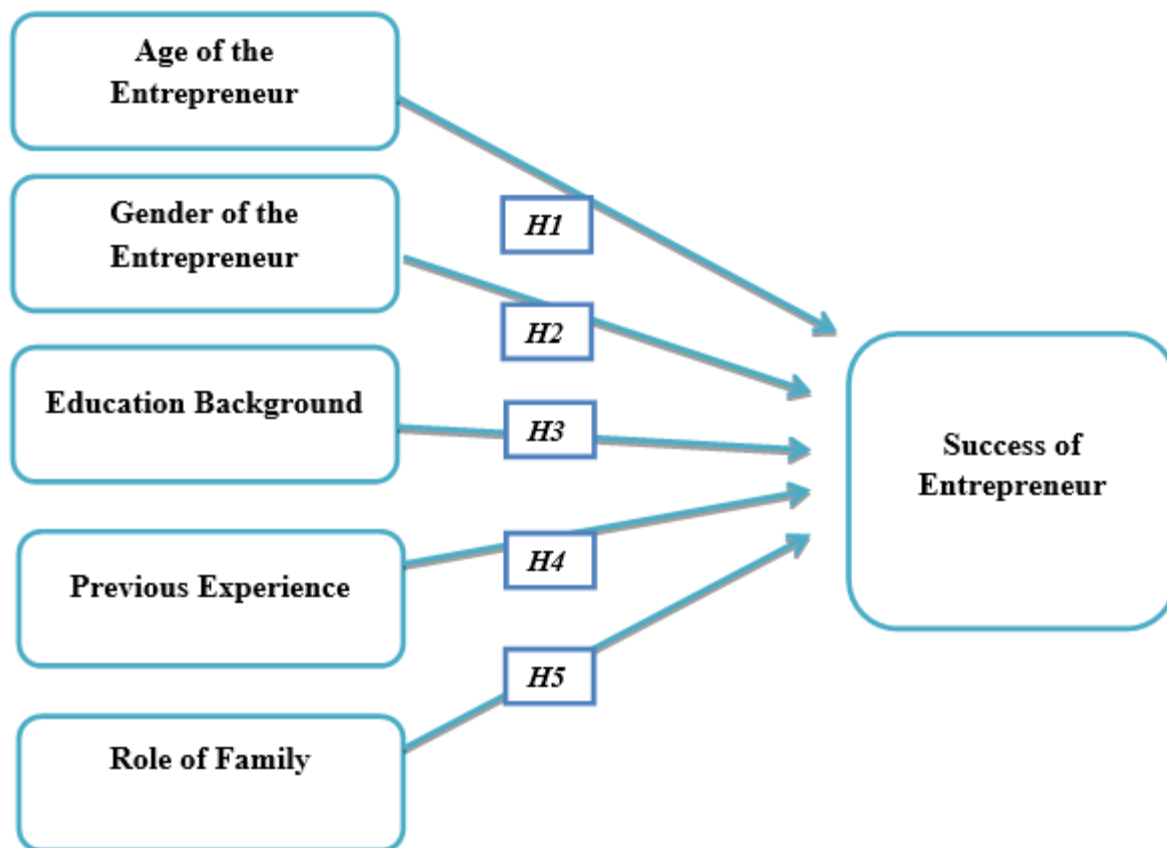 Age of the
Entrepreneur
H1
Gender of the
Entrepreneur
H2
Education Background
H3
Success of
Entrepreneur
Previous Experience
H4
Role of Family
H5